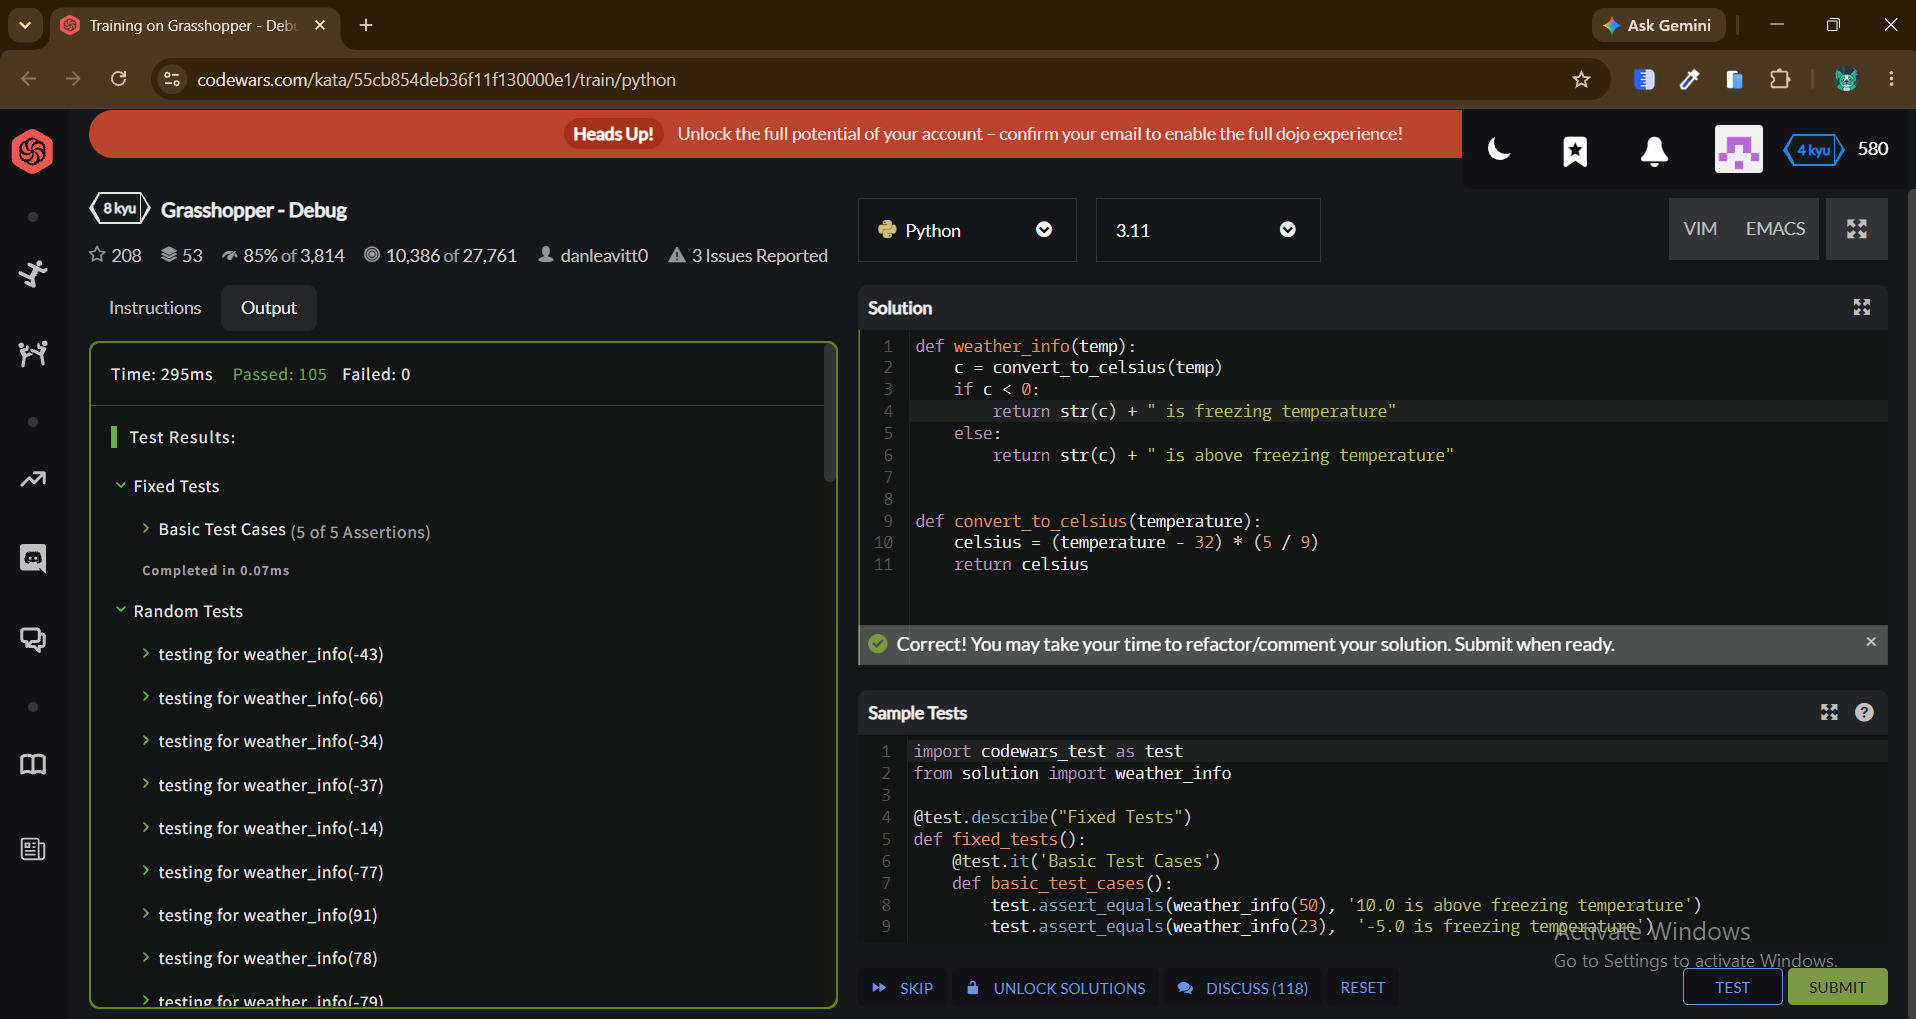 Training on Grasshopper - Debu
Ask Gemini
codewars.com/kata/55cb854deb36f11f130000e1/train/python
Heads Up! Unlock the full potential of your account – confirm your email to enable the full dojo experience!
4 kyu 580
8 kyu Grasshopper - Debug
208 53 85% of 3,814 10,386 of 27,761 danleavitt0 3 Issues Reported
Python
3.11
VIM EMACS
Instructions Output
Time: 295ms Passed: 105 Failed: 0
Test Results:
Fixed Tests
Basic Test Cases (5 of 5 Assertions)
Completed in 0.07ms
Random Tests
testing for weather_info(-43)
testing for weather_info(-66)
testing for weather_info(-34)
testing for weather_info(-37)
testing for weather_info(-14)
testing for weather_info(-77)
testing for weather_info(91)
testing for weather_info(78)
testing for weather_info(-79)
Solution
1 def weather_info(temp):
2     c = convert_to_celsius(temp)
3     if c < 0:
4         return str(c) + " is freezing temperature"
5     else:
6         return str(c) + " is above freezing temperature"
7
8
9 def convert_to_celsius(temperature):
10     celsius = (temperature - 32) * (5 / 9)
11     return celsius
Correct! You may take your time to refactor/comment your solution. Submit when ready.
Sample Tests
1 import codewars_test as test
2 from solution import weather_info
3
4 @test.describe("Fixed Tests")
5 def fixed_tests():
6     @test.it('Basic Test Cases')
7     def basic_test_cases():
8         test.assert_equals(weather_info(50), '10.0 is above freezing temperature')
9         test.assert_equals(weather_info(23), '-5.0 is freezing temperature')
Activate Windows
Go to Settings to activate Windows.
SKIP UNLOCK SOLUTIONS DISCUSS (118) RESET TEST SUBMIT